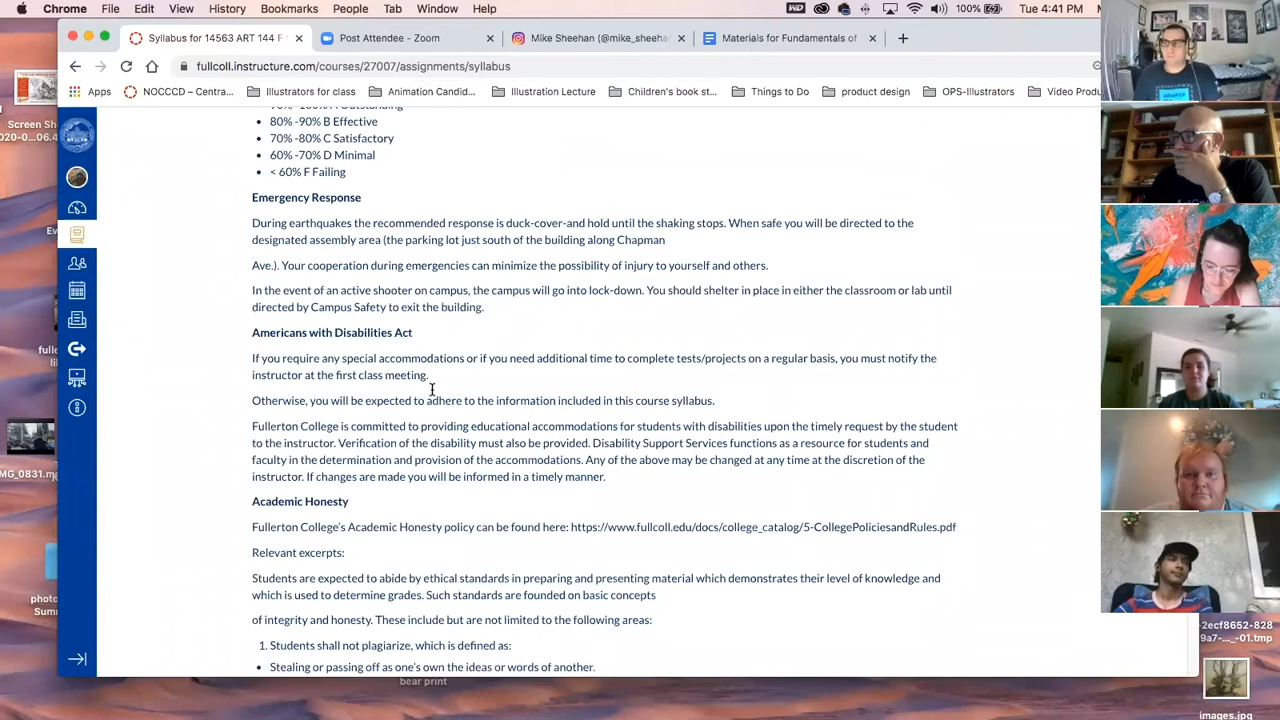 Chrome File Edit View History Bookmarks People Tab 100% Tue 4:41 PM
Syllabus for 14563 ART 144 F
Post Attendee - Zoom
Mike Sheehan (@mike_sheeha
Materials for Fundamentals of
fullcoll.instructure.com/courses/27007/assignments/syllabus
Apps NOCCCD – Centra... Illustrators for class Animation Candid... Illustration Lecture Children's book st... Things to Do product design OPS-Illustrators Video Produ
80% -90% B Effective
70% -80% C Satisfactory
60% -70% D Minimal
< 60% F Failing
Emergency Response
During earthquakes the recommended response is duck-cover-and hold until the shaking stops. When safe you will be directed to the
designated assembly area (the parking lot just south of the building along Chapman
Ave.). Your cooperation during emergencies can minimize the possibility of injury to yourself and others.
In the event of an active shooter on campus, the campus will go into lock-down. You should shelter in place in either the classroom or lab until
directed by Campus Safety to exit the building.
Americans with Disabilities Act
If you require any special accommodations or if you need additional time to complete tests/projects on a regular basis, you must notify the
instructor at the first class meeting.
Otherwise, you will be expected to adhere to the information included in this course syllabus.
Fullerton College is committed to providing educational accommodations for students with disabilities upon the timely request by the student
to the instructor. Verification of the disability must also be provided. Disability Support Services functions as a resource for students and
faculty in the determination and provision of the accommodations. Any of the above may be changed at any time at the discretion of the
instructor. If changes are made you will be informed in a timely manner.
Academic Honesty
Fullerton College's Academic Honesty policy can be found here: https://www.fullcoll.edu/docs/college_catalog/5-CollegePoliciesandRules.pdf
Relevant excerpts:
Students are expected to abide by ethical standards in preparing and presenting material which demonstrates their level of knowledge and
which is used to determine grades. Such standards are founded on basic concepts
of integrity and honesty. These include but are not limited to the following areas:
1. Students shall not plagiarize, which is defined as:
Stealing or passing off as one's own the ideas or words of another.
bear print
Screen Sh
MG_0831.m
photo
Summ
-2ecf8652-828
9a7-..._-01.tmp
images.jpg